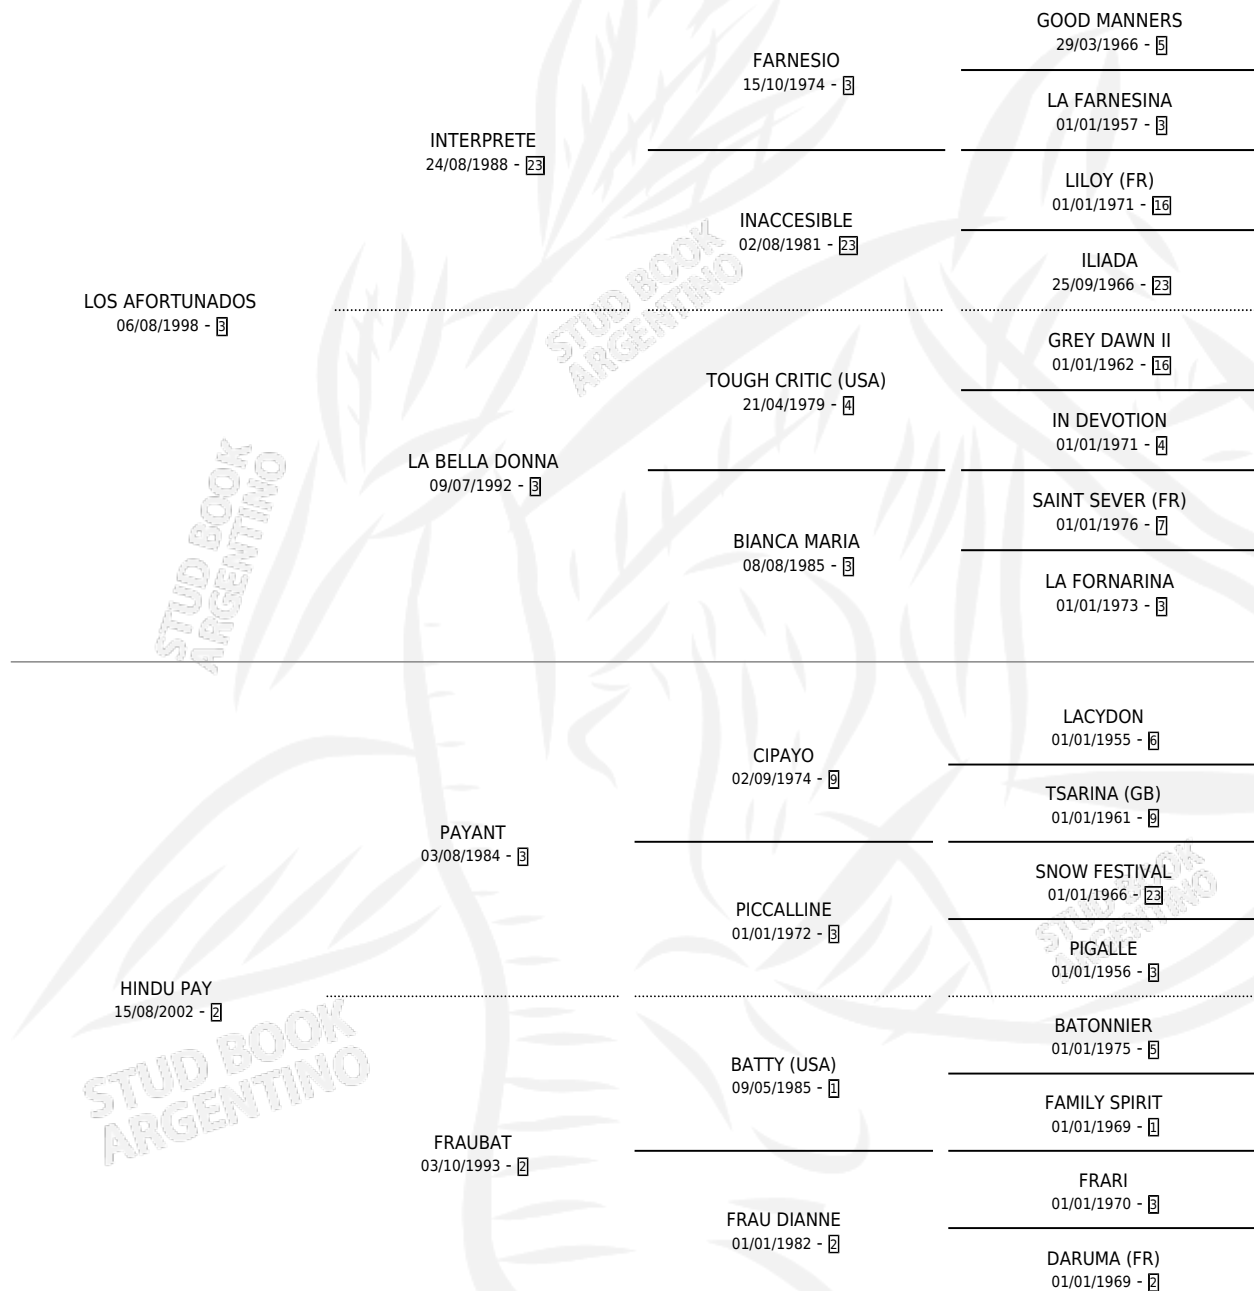 GOOD MANNERS
29/03/1966 - 5
FARNESIO
15/10/1974 - 3
LA FARNESINA
01/01/1957 - 3
INTERPRETE
24/08/1988 - 23
LILOY (FR)
01/01/1971 - 16
INACCESIBLE
02/08/1981 - 23
ILIADA
25/09/1966 - 23
LOS AFORTUNADOS
06/08/1998 - 3
GREY DAWN II
01/01/1962 - 16
TOUGH CRITIC (USA)
21/04/1979 - 4
IN DEVOTION
01/01/1971 - 4
LA BELLA DONNA
09/07/1992 - 3
SAINT SEVER (FR)
01/01/1976 - 7
BIANCA MARIA
08/08/1985 - 3
LA FORNARINA
01/01/1973 - 3
STUD BOOK
ARGENTINO
STUD BOOK
ARGENTINO
LACYDON
01/01/1955 - 6
CIPAYO
02/09/1974 - 9
TSARINA (GB)
01/01/1961 - 9
PAYANT
03/08/1984 - 3
SNOW FESTIVAL
01/01/1966 - 23
PICCALLINE
01/01/1972 - 3
PIGALLE
01/01/1956 - 3
HINDU PAY
15/08/2002 - 2
BATONNIER
01/01/1975 - 5
BATTY (USA)
09/05/1985 - 1
FAMILY SPIRIT
01/01/1969 - 1
FRAUBAT
03/10/1993 - 2
FRARI
01/01/1970 - 3
FRAU DIANNE
01/01/1982 - 2
DARUMA (FR)
01/01/1969 - 2
STUD BOOK
ARGENTINO
STUD BOOK
ARGENTINO